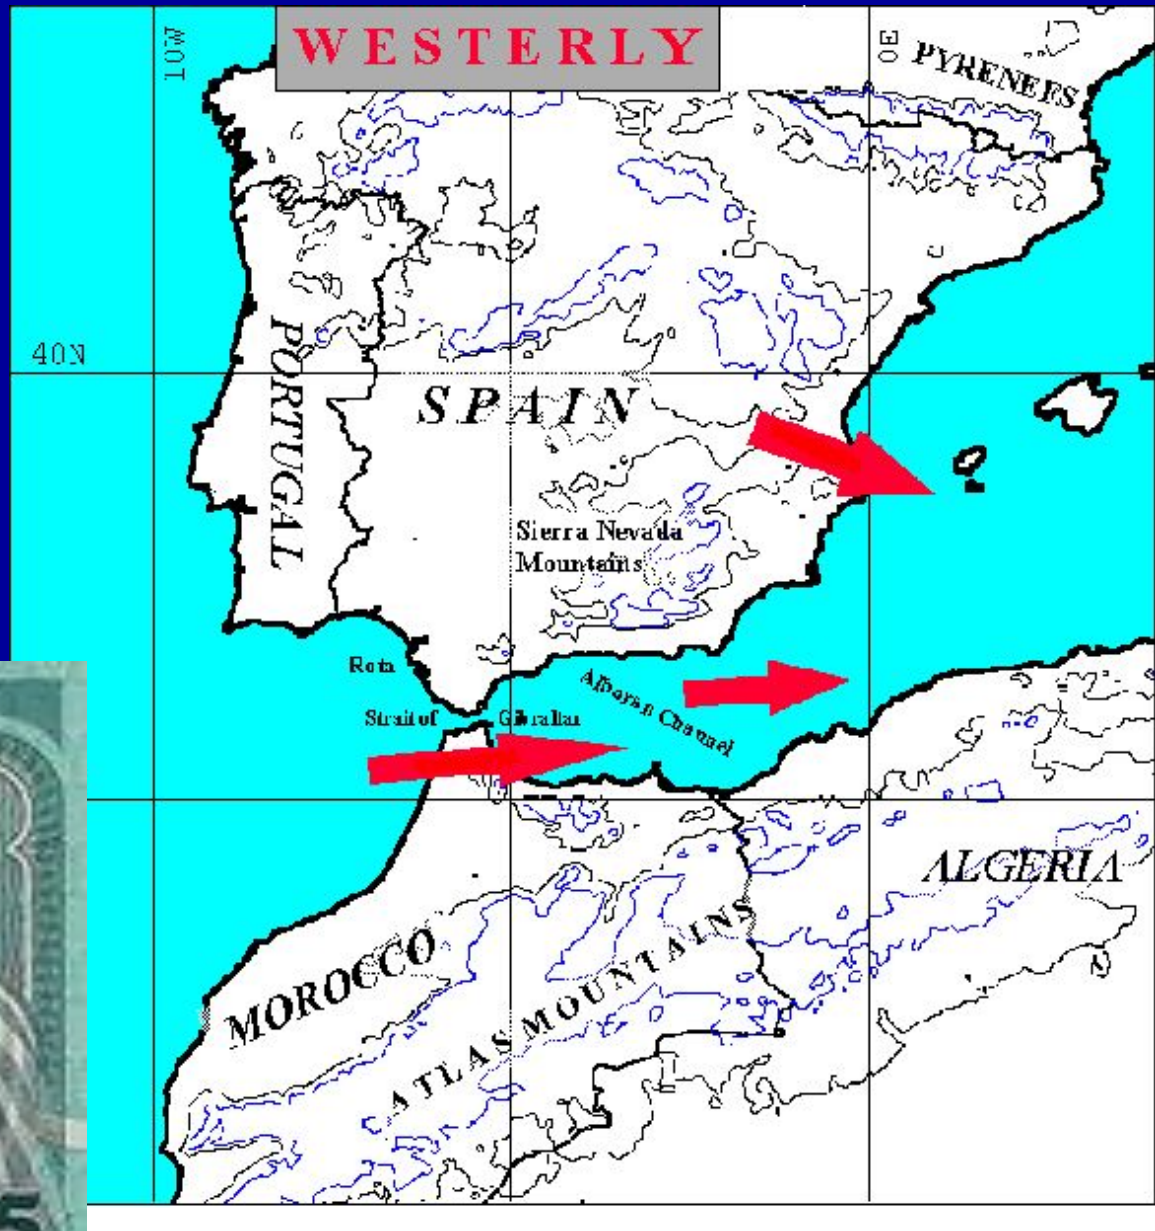 WESTERLY
10W
0E
PYRENEES
40N
PORTUGAL
SPAIN
Sierra Nevada
Mountains
Rota
Strait of Gibraltar
Alboran Channel
ALGERIA
MOROCCO
ATLAS MOUNTAINS
5